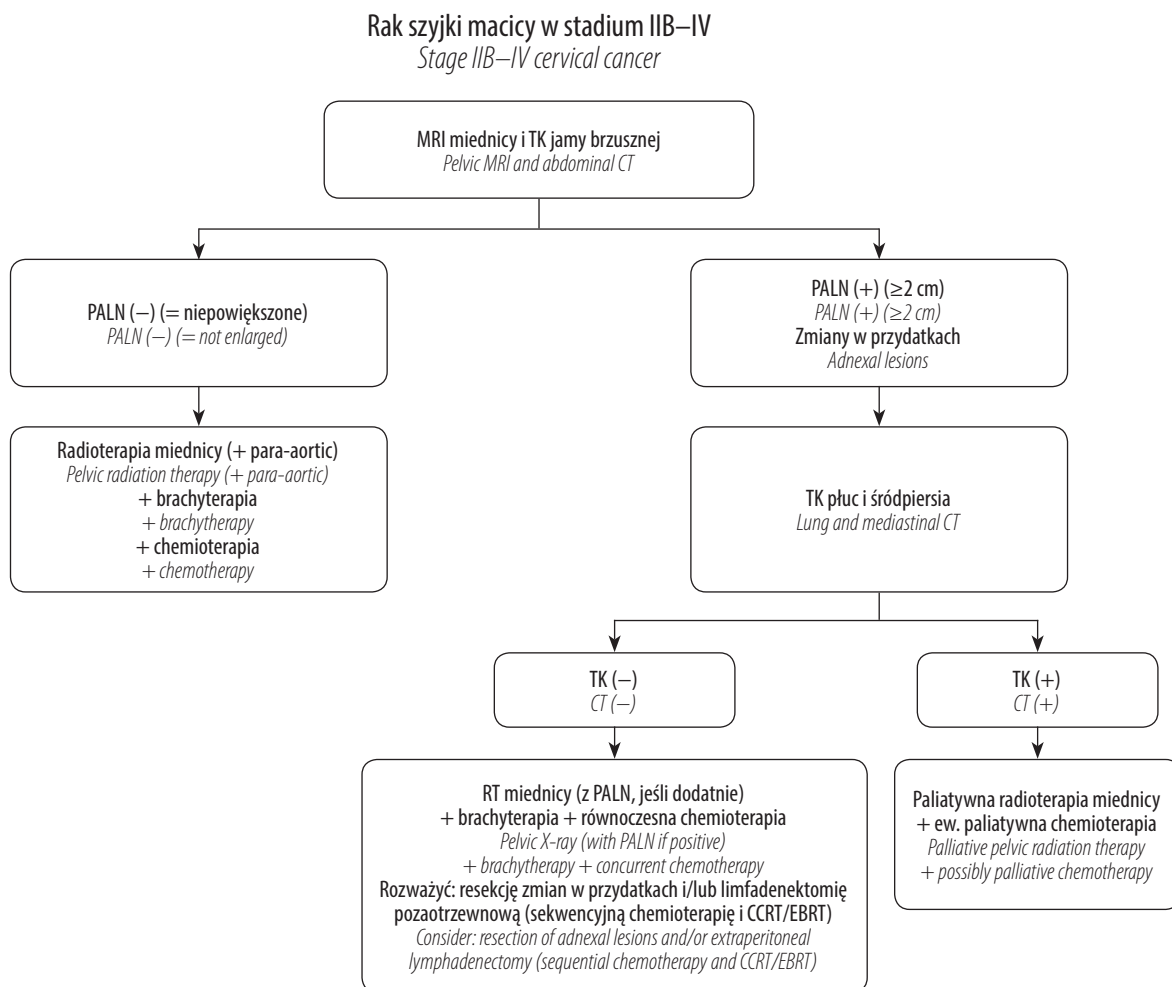 Rak szyjki macicy w stadium IIB–IV
Stage IIB–IV cervical cancer
MRI miednicy i TK jamy brzusznej
Pelvic MRI and abdominal CT
PALN (−) (= niepowiększone)
PALN (−) (= not enlarged)
PALN (+) (≥2 cm)
PALN (+) (≥2 cm)
Zmiany w przydatkach
Adnexal lesions
Radioterapia miednicy (+ para-aortic)
Pelvic radiation therapy (+ para-aortic)
+ brachyterapia
+ brachytherapy
+ chemioterapia
+ chemotherapy
TK płuc i śródpiersia
Lung and mediastinal CT
TK (−)
CT (−)
TK (+)
CT (+)
RT miednicy (z PALN, jeśli dodatnie)
+ brachyterapia + równoczesna chemioterapia
Pelvic X-ray (with PALN if positive)
+ brachytherapy + concurrent chemotherapy
Rozważyć: resekcję zmian w przydatkach i/lub limfadenektomię
pozaotrzewnową (sekwencyjną chemioterapię i CCRT/EBRT)
Consider: resection of adnexal lesions and/or extraperitoneal
lymphadenectomy (sequential chemotherapy and CCRT/EBRT)
Paliatywna radioterapia miednicy
+ ew. paliatywna chemioterapia
Palliative pelvic radiation therapy
+ possibly palliative chemotherapy